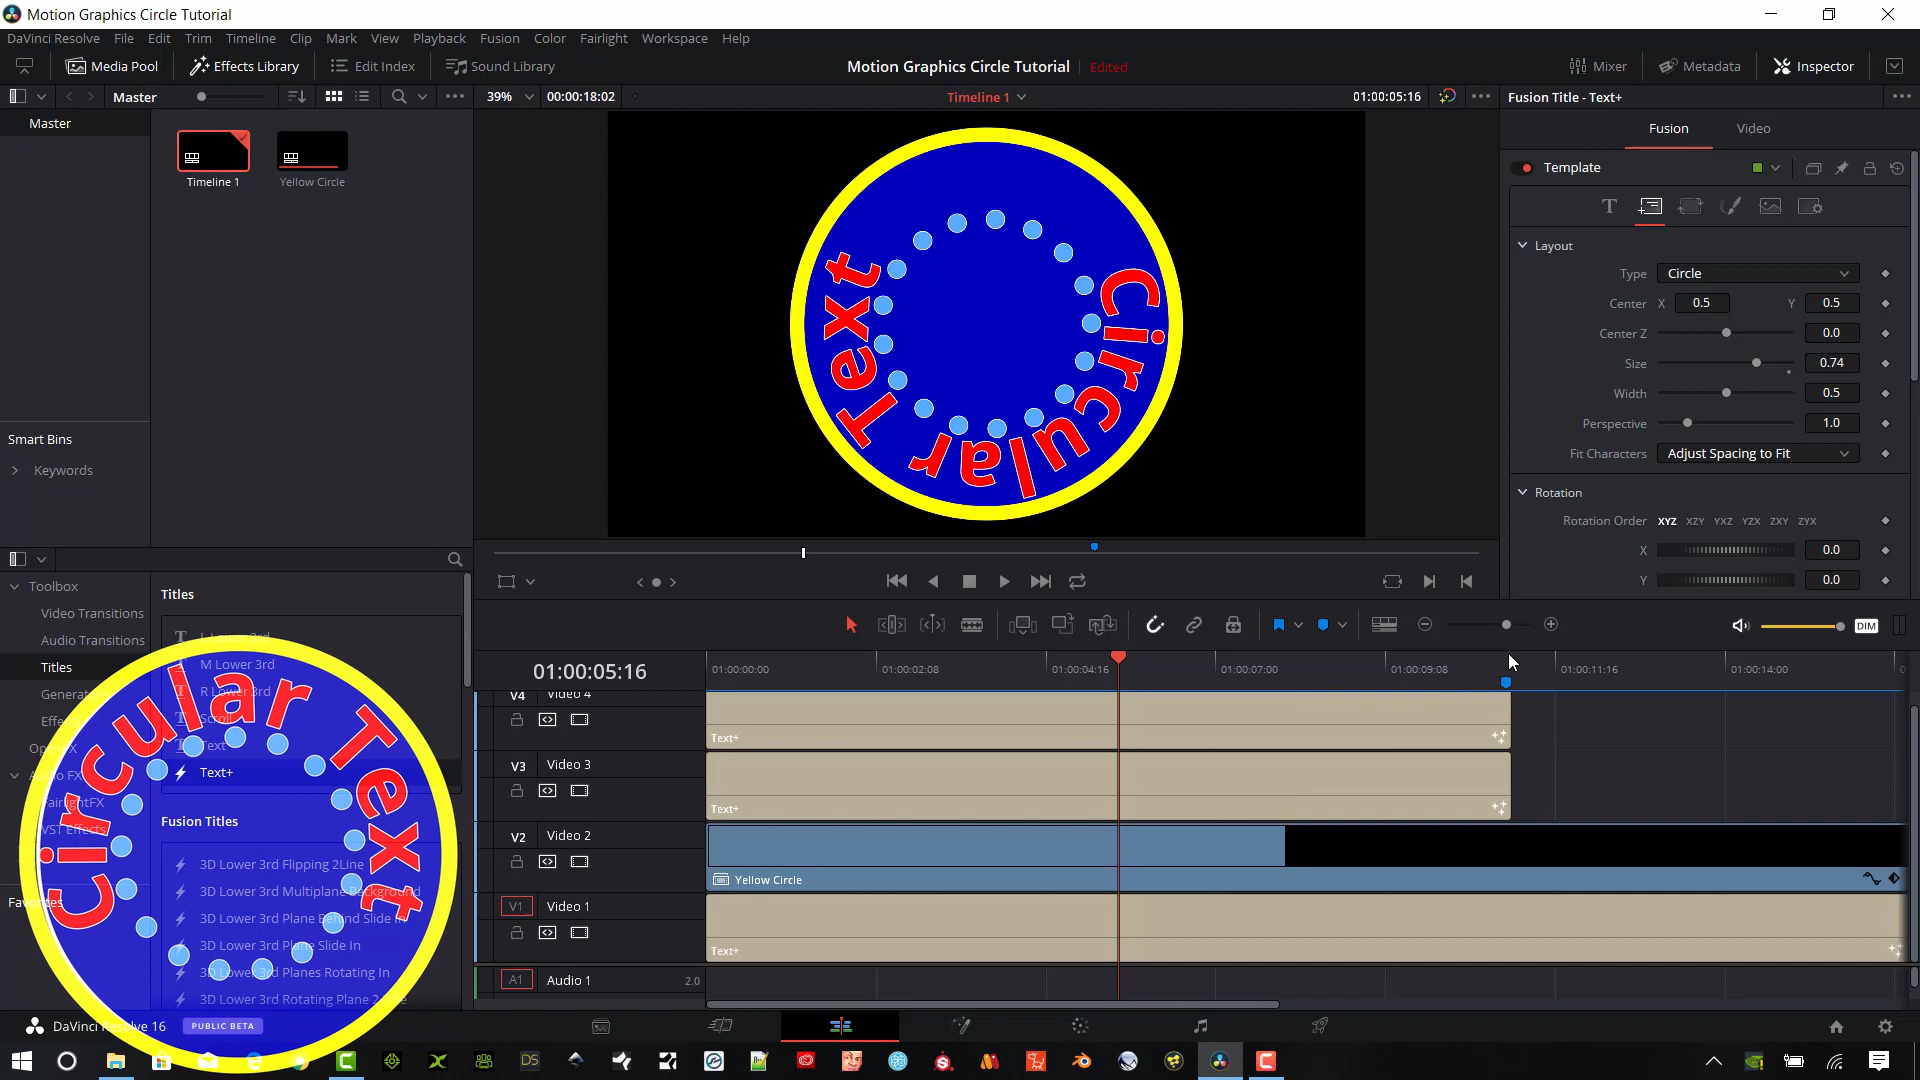 Motion Graphics Circle Tutorial
DaVinci Resolve File Edit Trim Timeline Clip Mark View Playback Fusion Color Fairlight Workspace Help
Media Pool Effects Library Edit Index Sound Library Motion Graphics Circle Tutorial Edited Mixer Metadata Inspector
Master 39% 00:00:18:02 Timeline 1 01:00:05:16 Fusion Title - Text+
Master
Timeline 1 Yellow Circle
Smart Bins
Keywords
Circular Text
Fusion Video
Template
Layout
Type Circle
Center X 0.5 Y 0.5
Center Z 0.0
Size 0.74
Width 0.5
Perspective 1.0
Fit Characters Adjust Spacing to Fit
Rotation
Rotation Order XYZ XZY YXZ YZX ZXY ZYX
X 0.0
Y 0.0
Toolbox
Video Transitions
Audio Transitions
Titles
Titles
M Lower 3rd
R Lower 3rd
Scroll
Text
Text+
FairlightFX
VST Effects
Favorites
Fusion Titles
3D Lower 3rd Flipping 2Line
3D Lower 3rd Multiplane Background
3D Lower 3rd Plane Behind Slide In
3D Lower 3rd Plane Slide In
3D Lower 3rd Planes Rotating In
3D Lower 3rd Rotating Plane 2
Circular Text
DIM
01:00:05:16 01:00:00:00 01:00:02:08 01:00:04:16 01:00:07:00 01:00:09:08 01:00:11:16 01:00:14:00
V4 Video 4
Text+
V3 Video 3
Text+
V2 Video 2
Yellow Circle
V1 Video 1
Text+
A1 Audio 1 2.0
DaVinci Resolve 16 PUBLIC BETA
DS